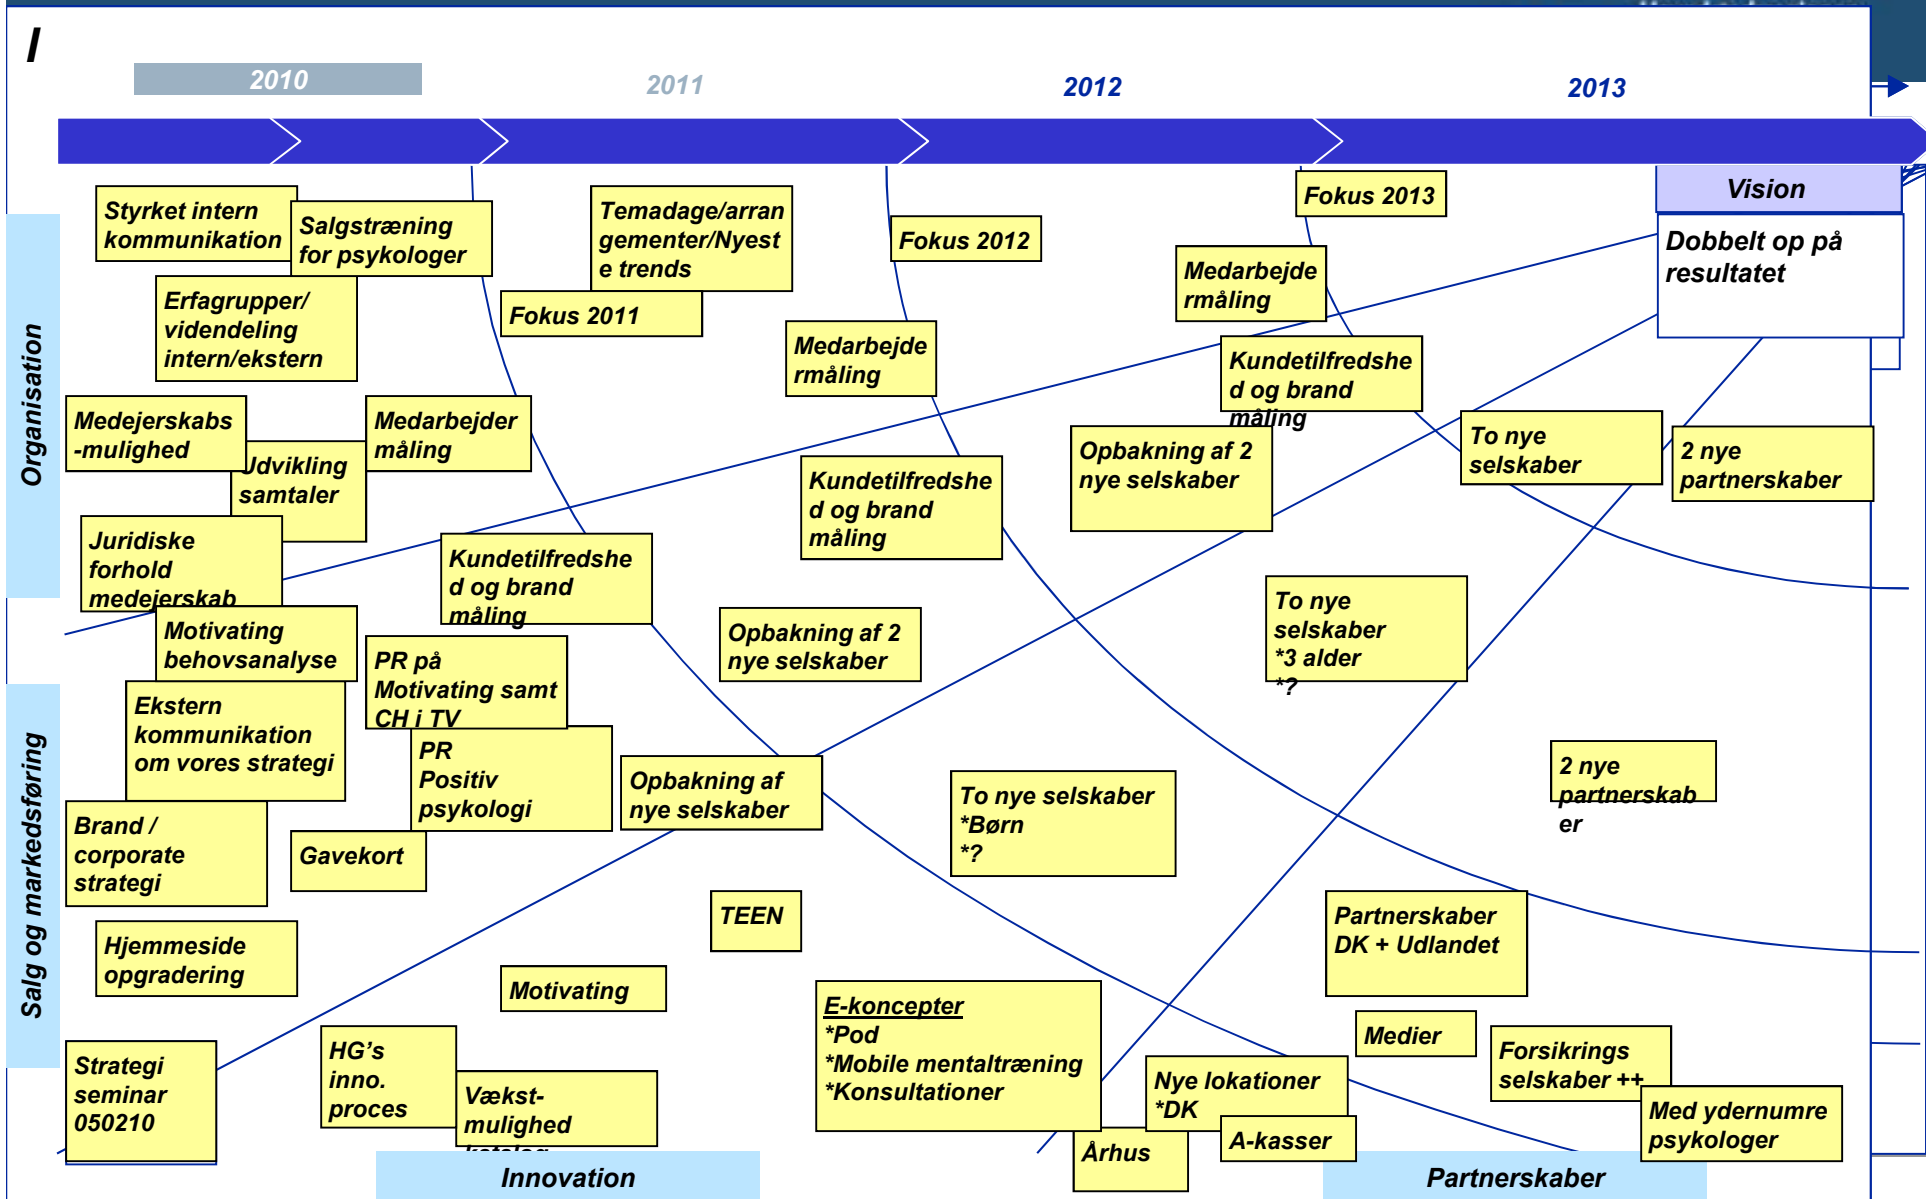 I
2010
2011
2012
2013
Vision
Dobbelt op på
resultatet
Organisation
Salg og markedsføring
Innovation
Partnerskaber
Styrket intern
kommunikation
Salgstræning
for psykologer
Erfagrupper/
videndeling
intern/ekstern
Medejerskabs
-mulighed
Udvikling
samtaler
Medarbejder
måling
Juridiske
forhold
medejerskab
Kundetilfredshe
d og brand
måling
Temadage/arran
gementer/Nyest
e trends
Fokus 2011
Fokus 2012
Medarbejde
rmåling
Kundetilfredshe
d og brand
måling
Fokus 2013
Medarbejde
rmåling
Kundetilfredshe
d og brand
måling
Opbakning af 2
nye selskaber
To nye
selskaber
2 nye
partnerskaber
Motivating
behovsanalyse
PR på
Motivating samt
CH i TV
Ekstern
kommunikation
om vores strategi
PR
Positiv
psykologi
Brand /
corporate
strategi
Gavekort
Hjemmeside
opgradering
Strategi
seminar
050210
HG's
inno.
proces
Vækst-
mulighed
Motivating
Opbakning af 2
nye selskaber
Opbakning af
nye selskaber
TEEN
To nye selskaber
*Børn
*?
To nye
selskaber
*3 alder
*?
2 nye
partnerskab
er
E-koncepter
*Pod
*Mobile mentaltræning
*Konsultationer
Partnerskaber
DK + Udlandet
Medier
Forsikrings
selskaber ++
Nye lokationer
*DK
Århus
A-kasser
Med ydernumre
psykologer